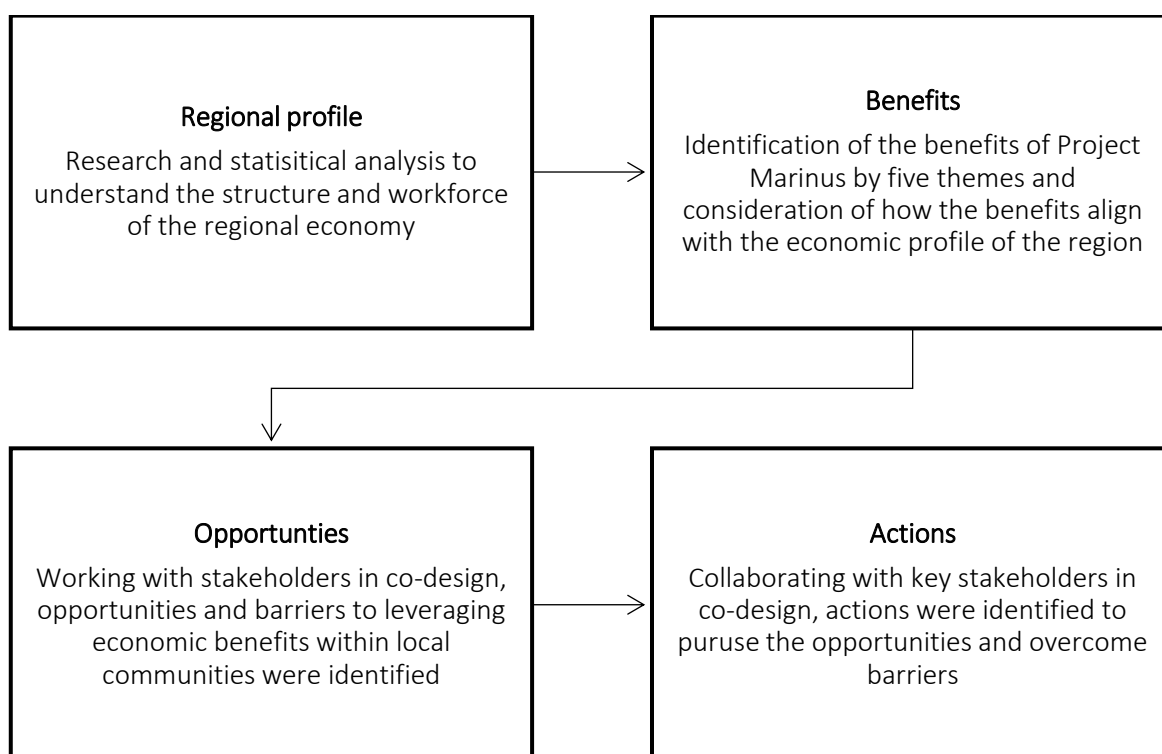 Regional profile
Research and statisitical analysis to
understand the structure and workforce
of the regional economy
Benefits
Identification of the benefits of Project
Marinus by five themes and
consideration of how the benefits align
with the economic profile of the region
Opportunties
Working with stakeholders in co-design,
opportunities and barriers to leveraging
economic benefits within local
communities were identified
Actions
Collaborating with key stakeholders in
co-design, actions were identified to
puruse the opportunities and overcome
barriers